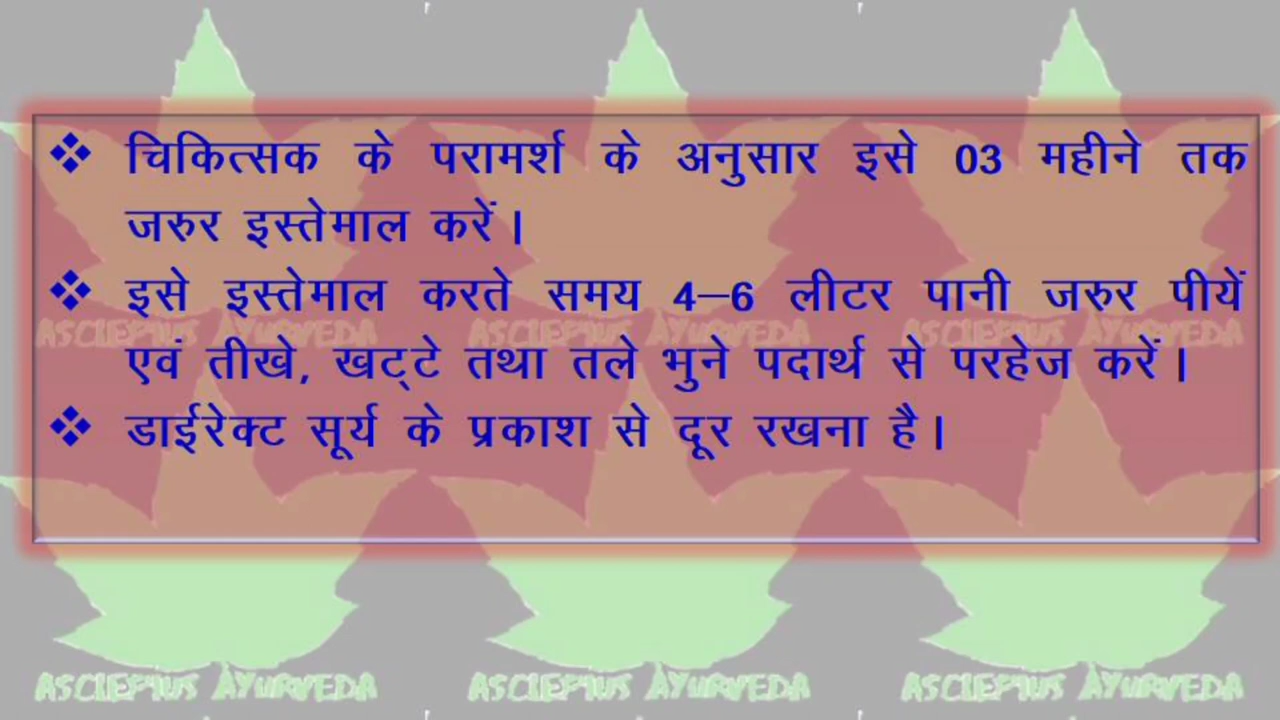 ❖ चिकित्सक के परामर्श के अनुसार इसे 03 महीने तक
जरुर इस्तेमाल करें।
❖ इसे इस्तेमाल करते समय 4–6 लीटर पानी जरुर पीयें
एवं तीखे, खट्टे तथा तले भुने पदार्थ से परहेज करें।
❖ डाईरेक्ट सूर्य के प्रकाश से दूर रखना है।
ASCLEPIUS AYURVEDA ASCLEPIUS AYURVEDA ASCLEPIUS AYURVEDA
ASCLEPIUS AYURVEDA ASCLEPIUS AYURVEDA ASCLEPIUS AYURVEDA